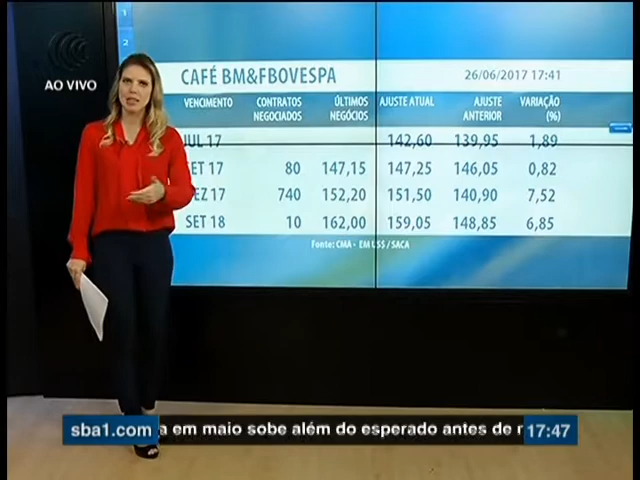 1
2
AO VIVO
CAFÉ BM&FBOVESPA
26/06/2017 17:41
VENCIMENTO CONTRATOS NEGOCIADOS ÚLTIMOS NEGÓCIOS AJUSTE ATUAL AJUSTE ANTERIOR VARIAÇÃO (%)
JUL 17 142,60 139,95 1,89
ET 17 80 147,15 147,25 146,05 0,82
EZ 17 740 152,20 151,50 140,90 7,52
SET 18 10 162,00 159,05 148,85 6,85
Fonte: CMA - EM US$ / SACA
sba1.com a em maio sobe além do esperado antes de 17:47